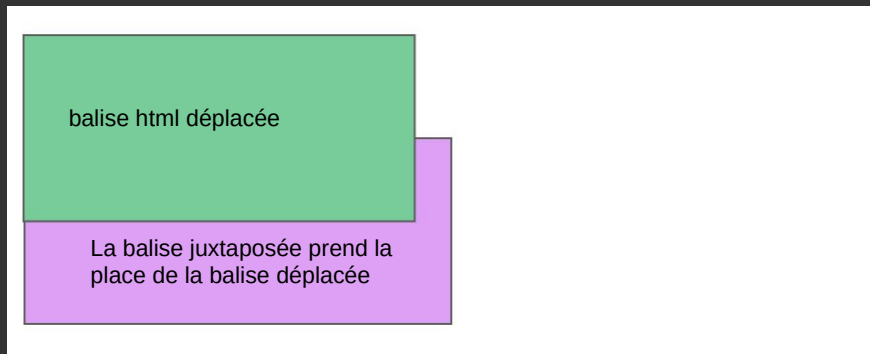 balise html déplacée
La balise juxtaposée prend la
place de la balise déplacée